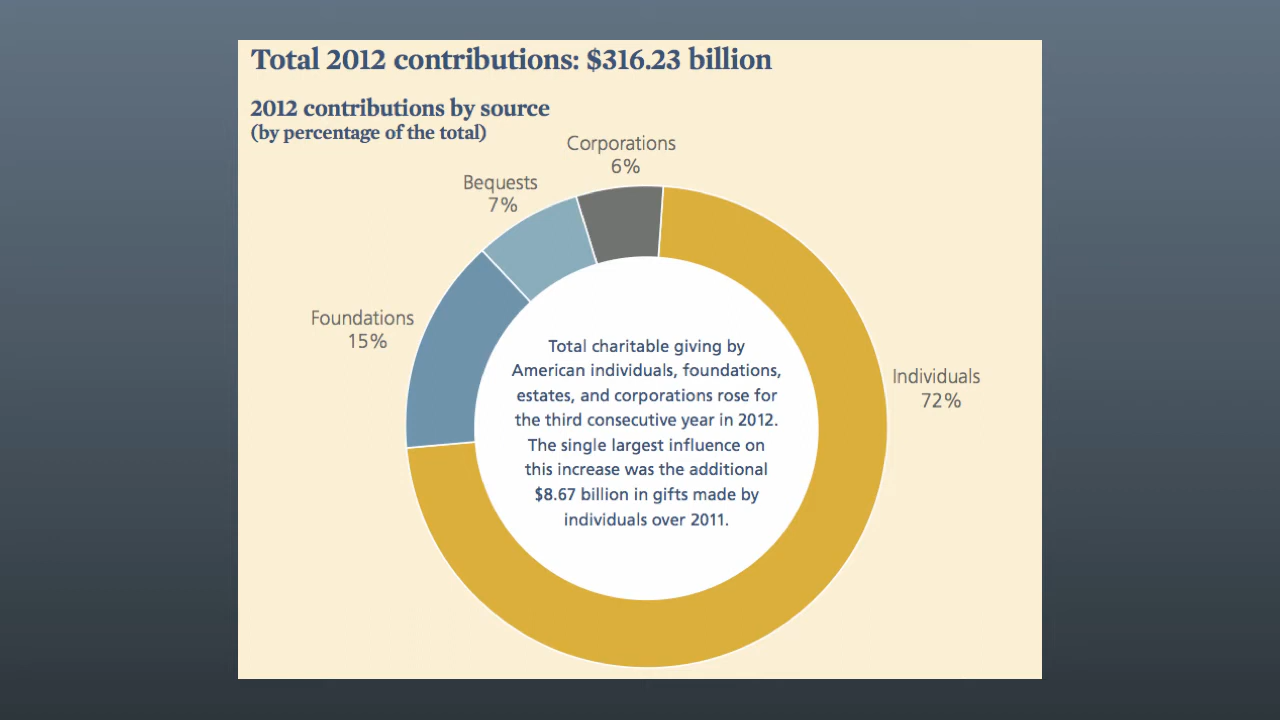 Total 2012 contributions: $316.23 billion
2012 contributions by source
(by percentage of the total)
Corporations
6%
Bequests
7%
Foundations
15%
Individuals
72%
Total charitable giving by
American individuals, foundations,
estates, and corporations rose for
the third consecutive year in 2012.
The single largest influence on
this increase was the additional
$8.67 billion in gifts made by
individuals over 2011.